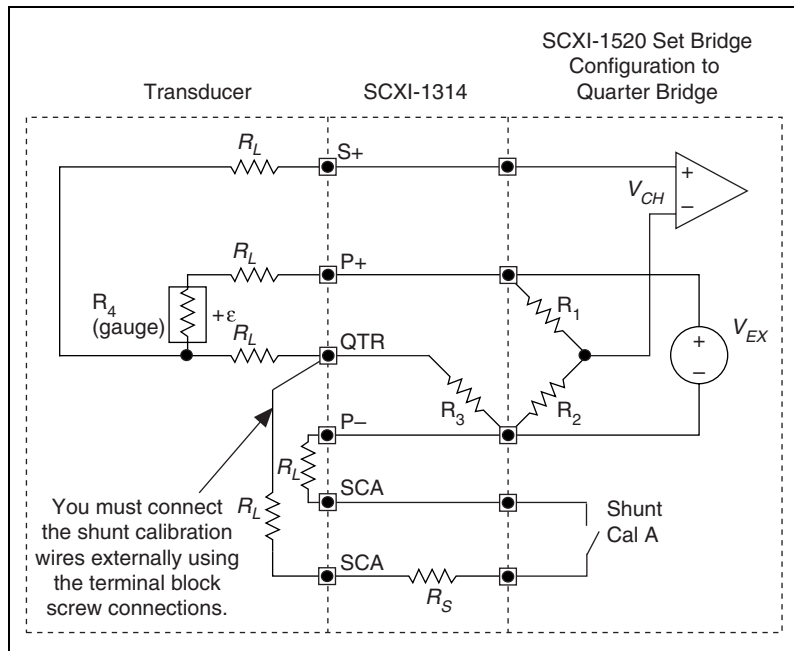 SCXI-1520 Set Bridge
Configuration to
Quarter Bridge
Transducer
SCXI-1314
R_L
S+
V_CH
+
–
R_L
P+
R_4
(gauge)
+ε
R_1
V_EX
+
–
R_L
QTR
R_3
R_2
P–
R_L
SCA
R_L
Shunt
Cal A
You must connect
the shunt calibration
wires externally using
the terminal block
screw connections.
SCA
R_S